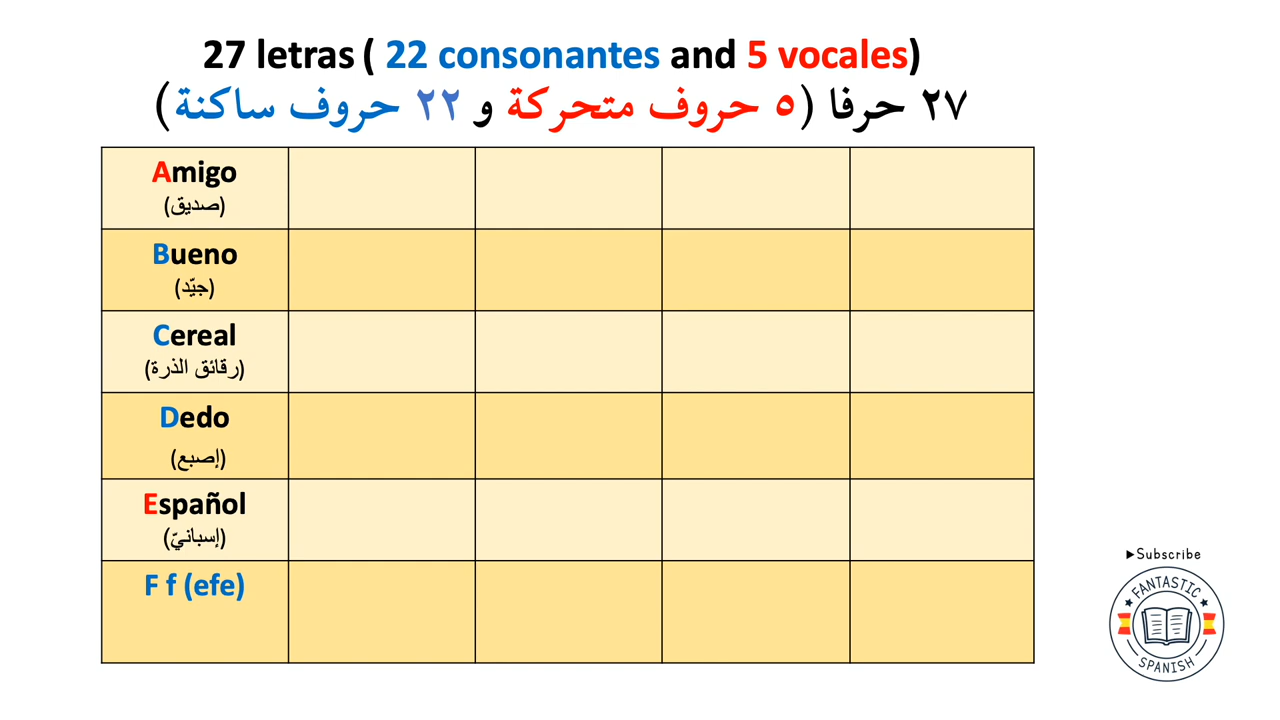 27 letras ( 22 consonantes and 5 vocales)
٢٧ حرفا (٥ حروف متحركة و ٢٢ حروف ساكنة)
Amigo
(صديق)
Bueno
(جيّد)
Cereal
(رقائق الذرة)
Dedo
(إصبع)
Español
(إسبانيّ)
F f (efe)
▶Subscribe
FANTASTIC
SPANISH